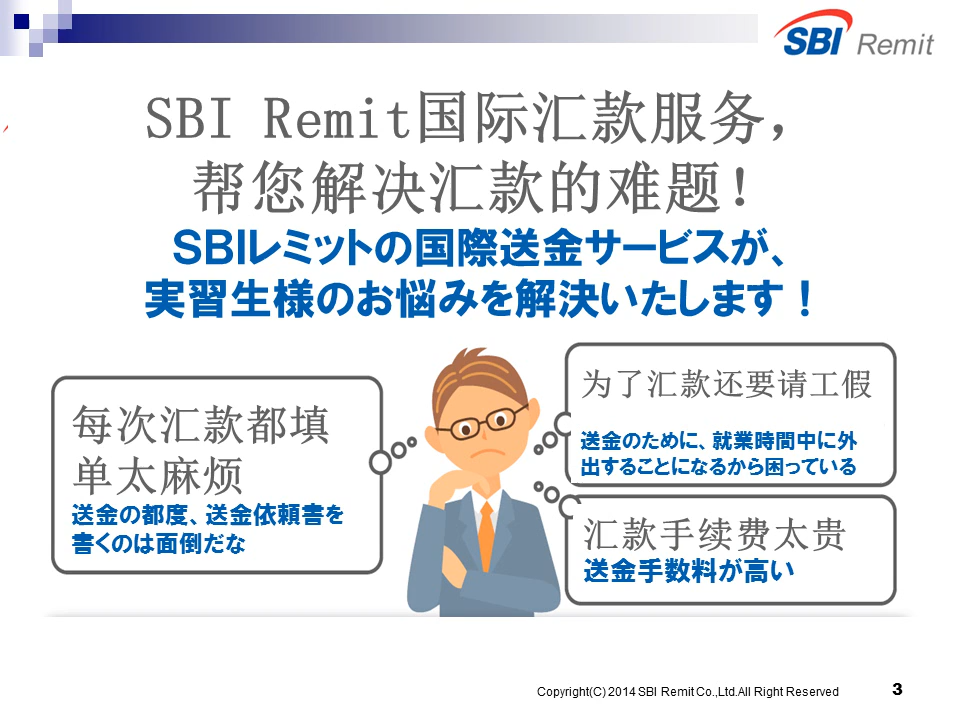 SBI Remit
SBI Remit国际汇款服务，
帮您解决汇款的难题！
SBIレミットの国際送金サービスが、
実習生様のお悩みを解決いたします！
每次汇款都填
单太麻烦
送金の都度、送金依頼書を
書くのは面倒だな
为了汇款还要请工假
送金のために、就業時間中に外
出することになるから困っている
汇款手续费太贵
送金手数料が高い
Copyright(C) 2014 SBI Remit Co.,Ltd.All Right Reserved
3